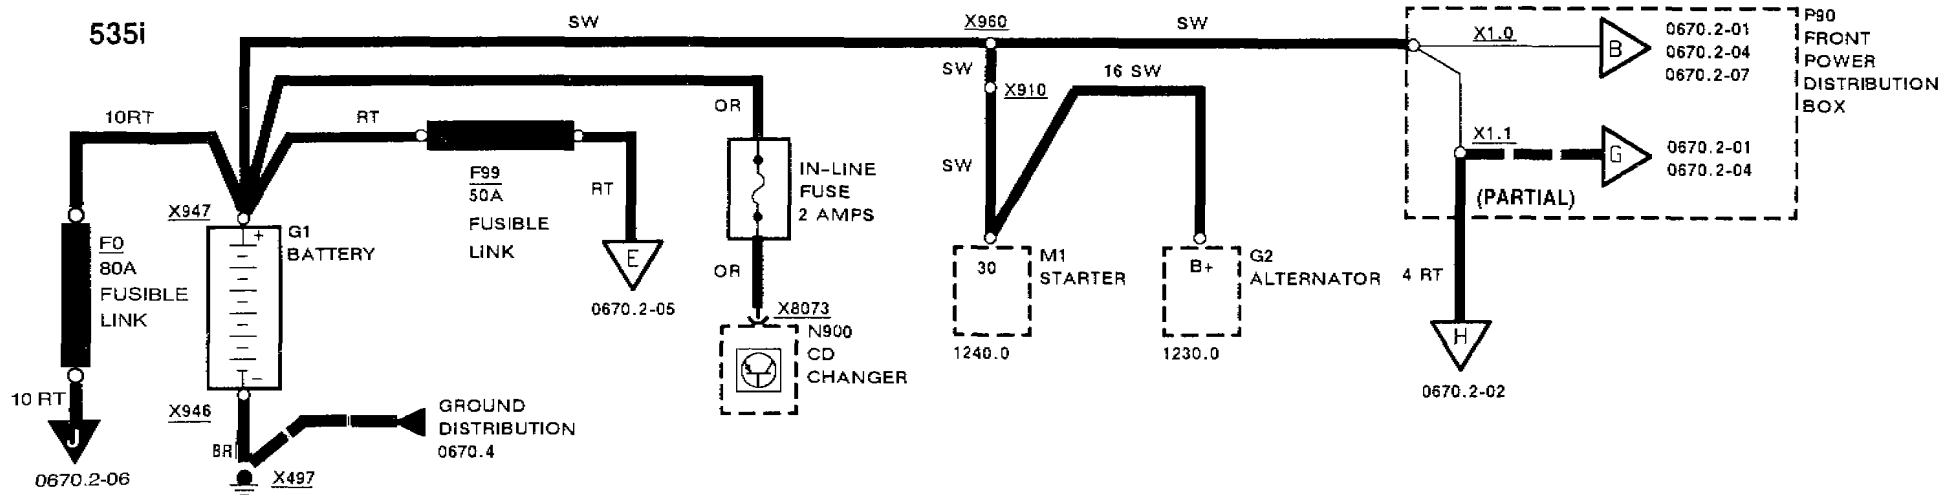 535i
SW
X960
SW
X1.0
B
0670.2-01
0670.2-04
0670.2-07
P90
FRONT
POWER
DISTRIBUTION
BOX
10RT
RT
OR
SW
X910
16 SW
X1.1
G
0670.2-01
0670.2-04
(PARTIAL)
F99
50A
FUSIBLE
LINK
RT
IN-LINE
FUSE
2 AMPS
SW
X947
+
G1
BATTERY
E
0670.2-05
F0
80A
FUSIBLE
LINK
OR
X8073
N900
CD
CHANGER
30
M1
STARTER
1240.0
B+
G2
ALTERNATOR
1230.0
4 RT
H
0670.2-02
10 RT
J
0670.2-06
-
X946
BR
X497
GROUND
DISTRIBUTION
0670.4